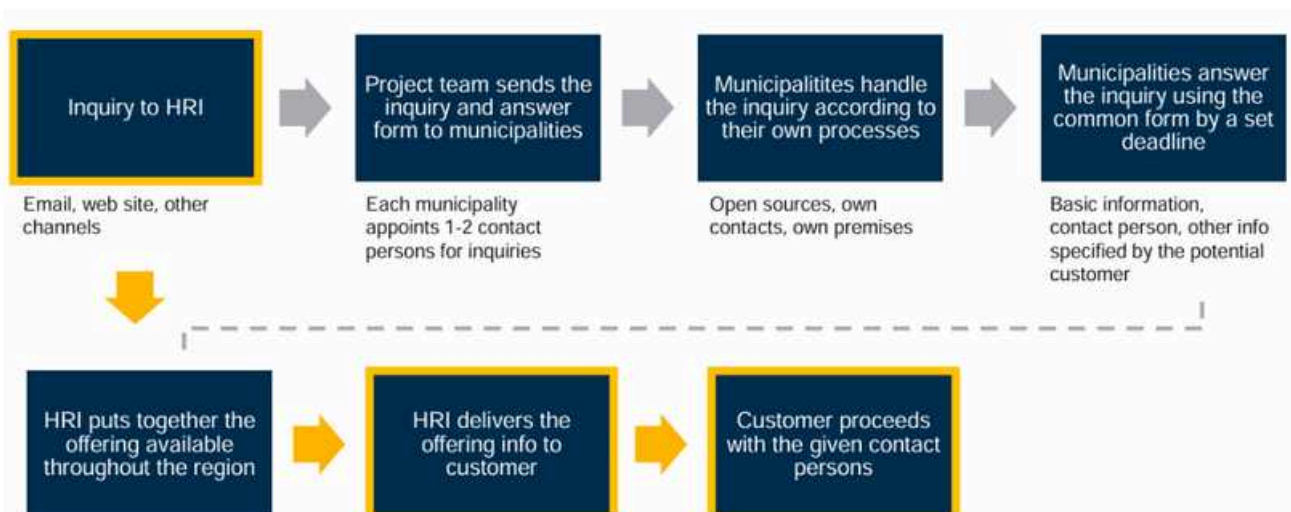 Inquiry to HRI
Project team sends the
inquiry and answer
form to municipalities
Municipalitites handle
the inquiry according to
their own processes
Municipalities answer
the inquiry using the
common form by a set
deadline
Email, web site, other
channels
Each municipality
appoints 1-2 contact
persons for inquiries
Open sources, own
contacts, own premises
Basic information,
contact person, other info
specified by the potential
customer
HRI puts together the
offering available
throughout the region
HRI delivers the
offering info to
customer
Customer proceeds
with the given contact
persons